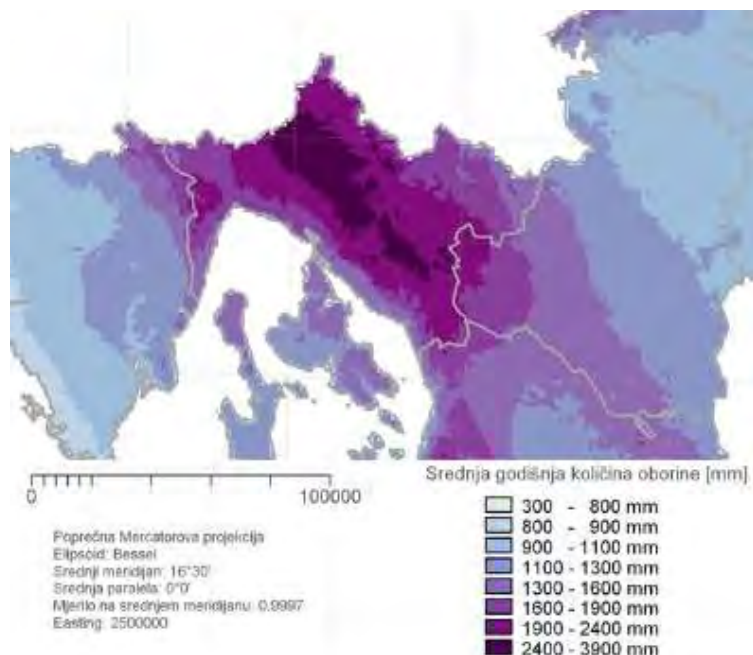 Srednja godišnja količina oborine [mm]
0 100000
300 - 800 mm
800 - 900 mm
900 - 1100 mm
1100 - 1300 mm
1300 - 1600 mm
1600 - 1900 mm
1900 - 2400 mm
2400 - 3900 mm
Poprečna Mercatorova projekcija
Elipsoid: Bessel
Srednji meridijan: 16°30'
Srednja paralela: 0°0'
Mjerilo na srednjem meridijanu: 0.9997
Easting: 2500000